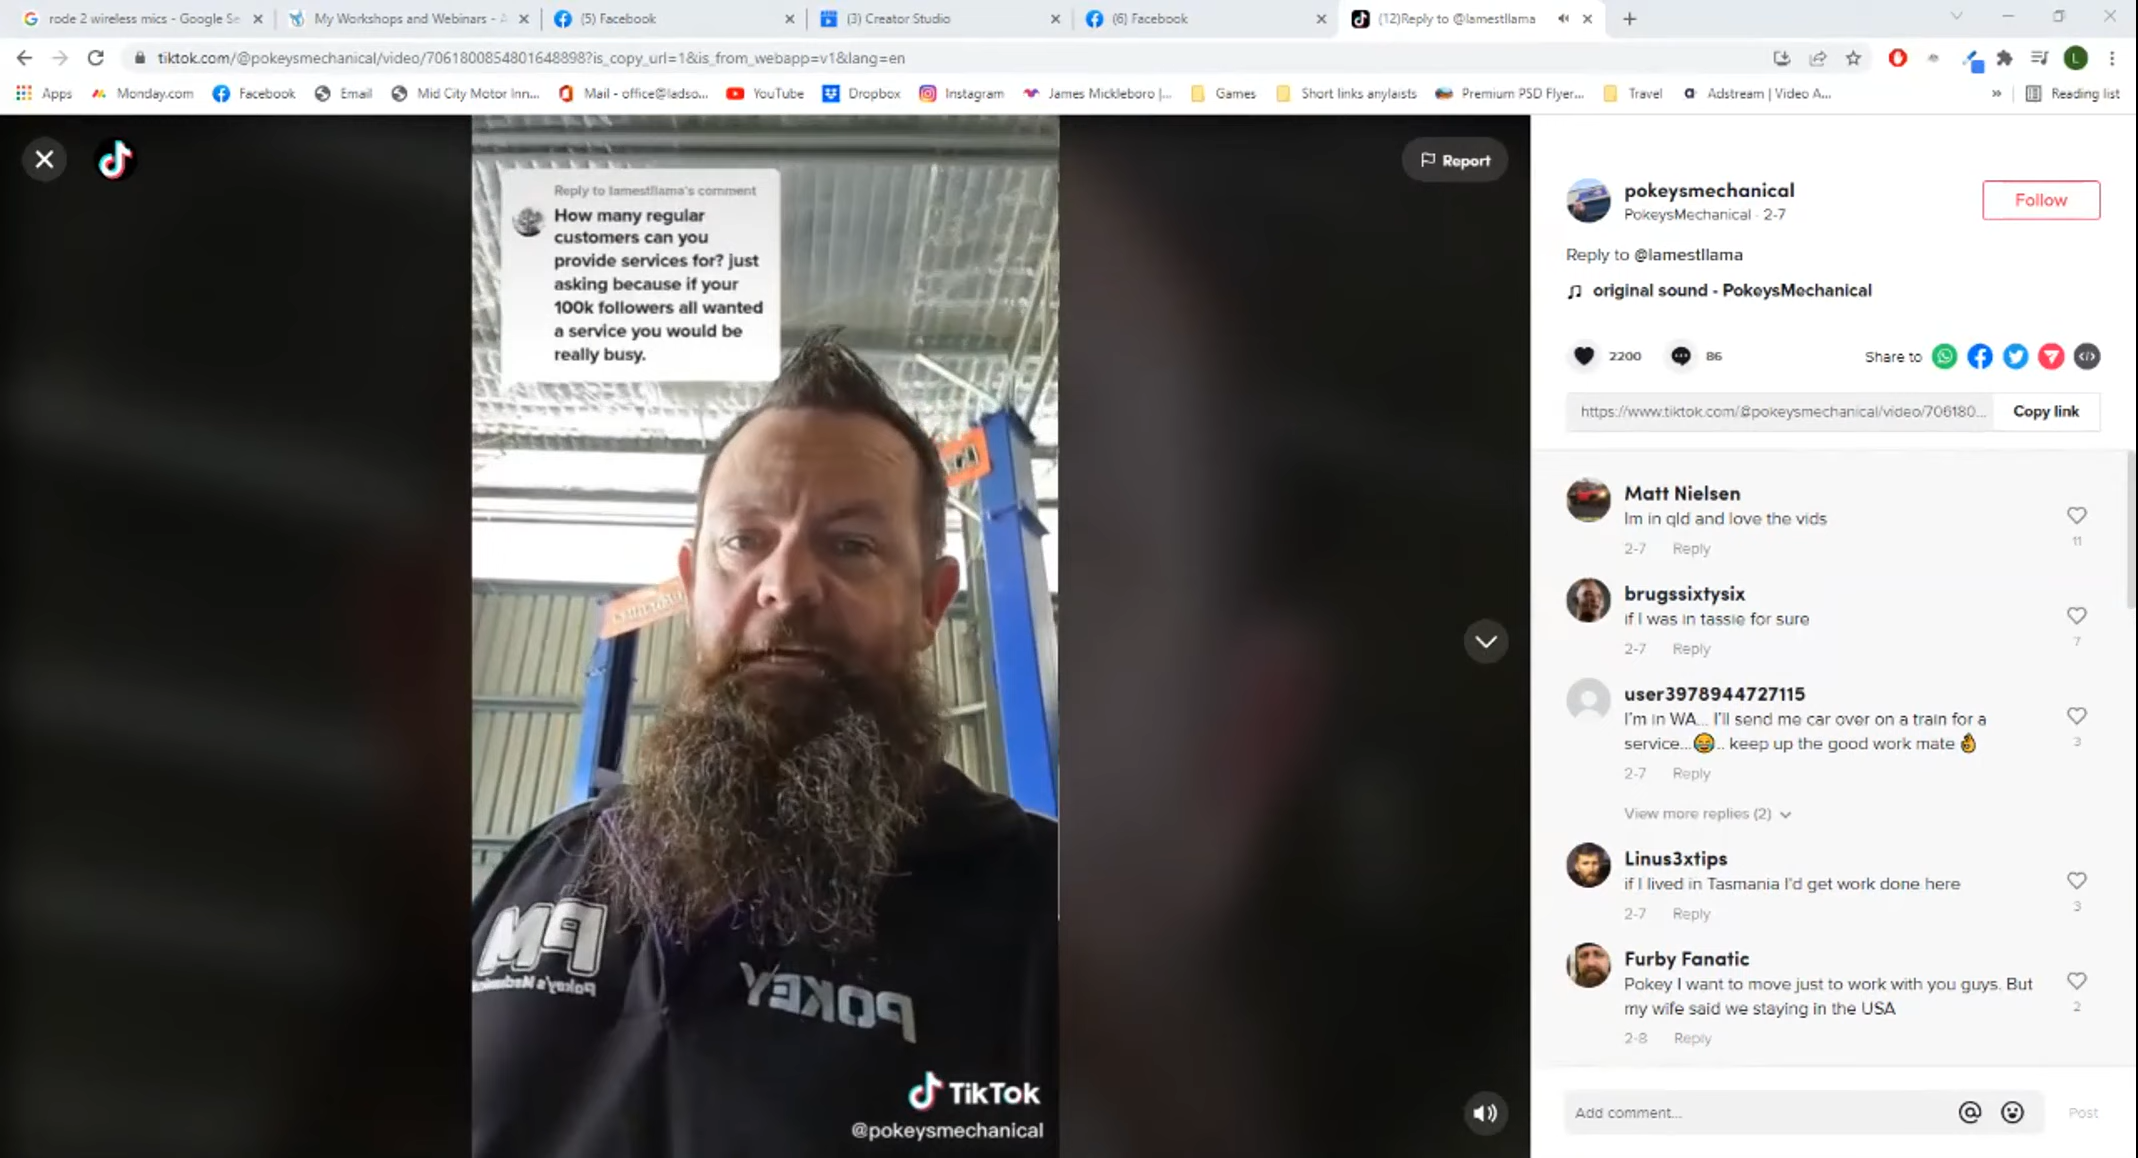 rode 2 wireless mics - Google Se
My Workshops and Webinars - A
(5) Facebook
(3) Creator Studio
(6) Facebook
(12)Reply to @lamestllama
tiktok.com/@pokeysmechanical/video/7061800854801648898?is_copy_url=1&is_from_webapp=v1&lang=en
L
Apps
Monday.com
Facebook
Email
Mid City Motor Inn...
Mail - office@ladso...
YouTube
Dropbox
Instagram
James Mickleboro |...
Games
Short links anylaists
Premium PSD Flyer...
Travel
Adstream | Video A...
»
Reading list
Report
Reply to lamestllama's comment
How many regular
customers can you
provide services for? just
asking because if your
100k followers all wanted
a service you would be
really busy.
PM
Pokey's Mechanical
POKEY
TikTok
@pokeysmechanical
pokeysmechanical
PokeysMechanical · 2-7
Follow
Reply to @lamestllama
original sound - PokeysMechanical
2200
86
Share to
https://www.tiktok.com/@pokeysmechanical/video/706180...
Copy link
Matt Nielsen
Im in qld and love the vids
2-7 Reply
11
brugssixtysix
if I was in tassie for sure
2-7 Reply
7
user3978944727115
I'm in WA... I'll send me car over on a train for a
service...😂.. keep up the good work mate 👌
2-7 Reply
3
View more replies (2)
Linus3xtips
if I lived in Tasmania I'd get work done here
2-7 Reply
3
Furby Fanatic
Pokey I want to move just to work with you guys. But
my wife said we staying in the USA
2-8 Reply
2
Add comment...
@
Post